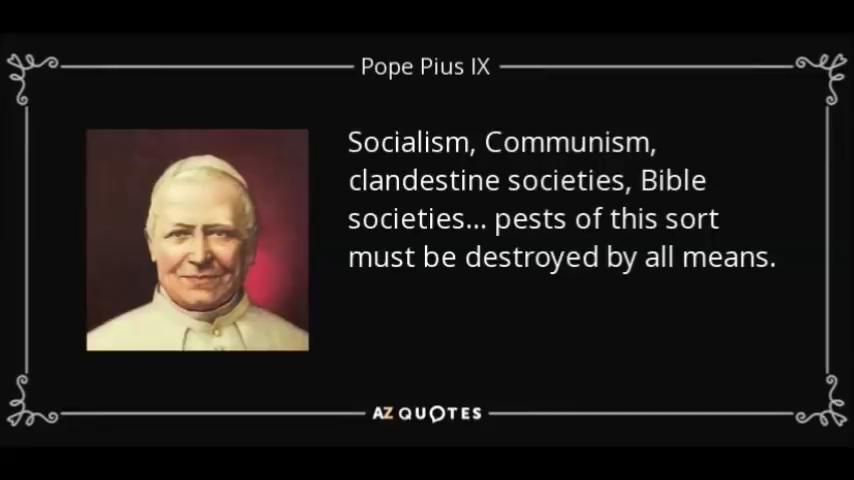 Pope Pius IX
Socialism, Communism,
clandestine societies, Bible
societies... pests of this sort
must be destroyed by all means.
AZ QUOTES